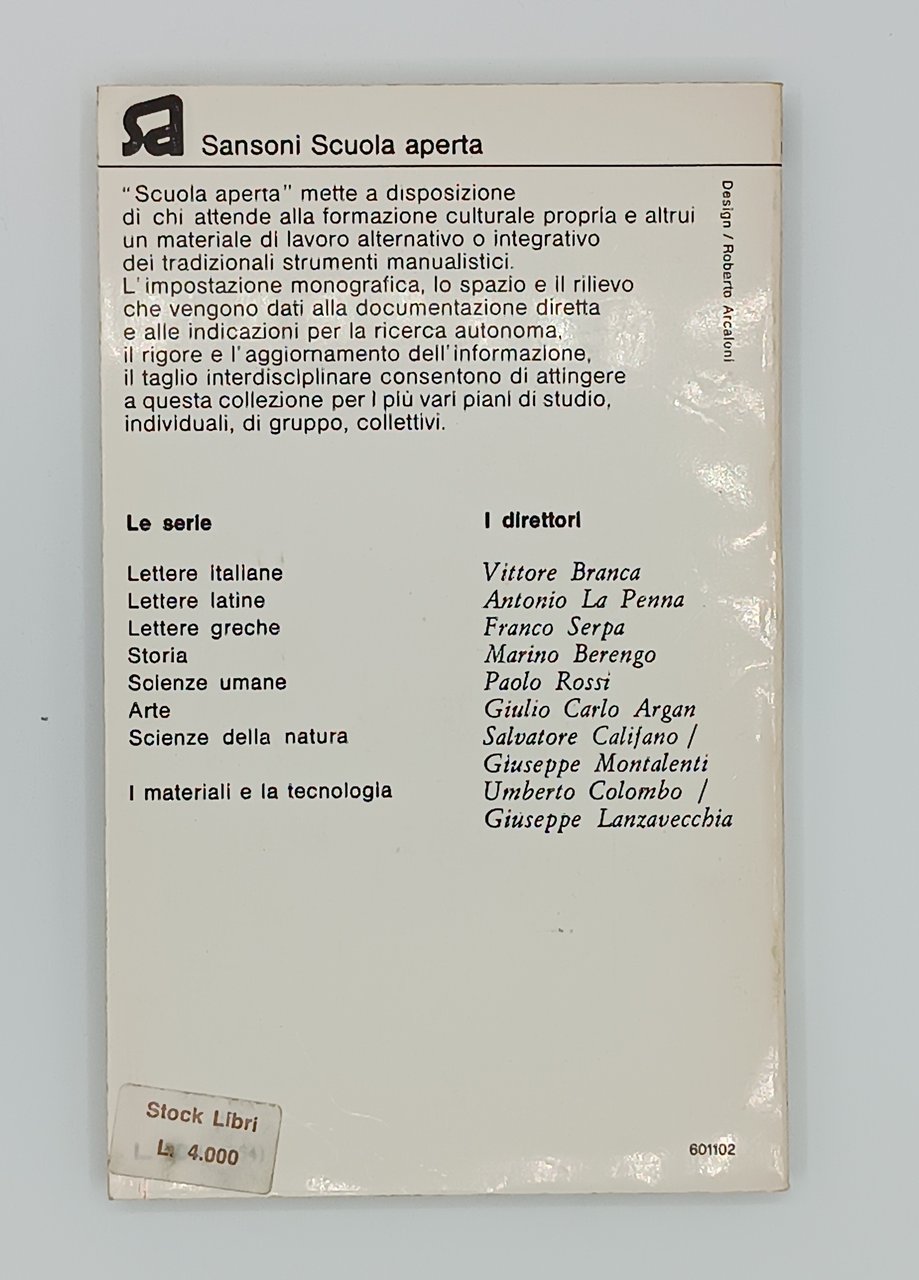 sa
Sansoni Scuola aperta
"Scuola aperta" mette a disposizione
di chi attende alla formazione culturale propria e altrui
un materiale di lavoro alternativo o integrativo
dei tradizionali strumenti manualistici.
L'impostazione monografica, lo spazio e il rilievo
che vengono dati alla documentazione diretta
e alle indicazioni per la ricerca autonoma,
il rigore e l'aggiornamento dell'informazione,
il taglio interdisciplinare consentono di attingere
a questa collezione per i più vari piani di studio,
individuali, di gruppo, collettivi.
Design / Roberto Arcaloni
Le serie
I direttori
Lettere italiane
Vittore Branca
Lettere latine
Antonio La Penna
Lettere greche
Franco Serpa
Storia
Marino Berengo
Scienze umane
Paolo Rossi
Arte
Giulio Carlo Argan
Scienze della natura
Salvatore Califano /
Giuseppe Montalenti
I materiali e la tecnologia
Umberto Colombo /
Giuseppe Lanzavecchia
Stock Libri
L. 4.000
601102